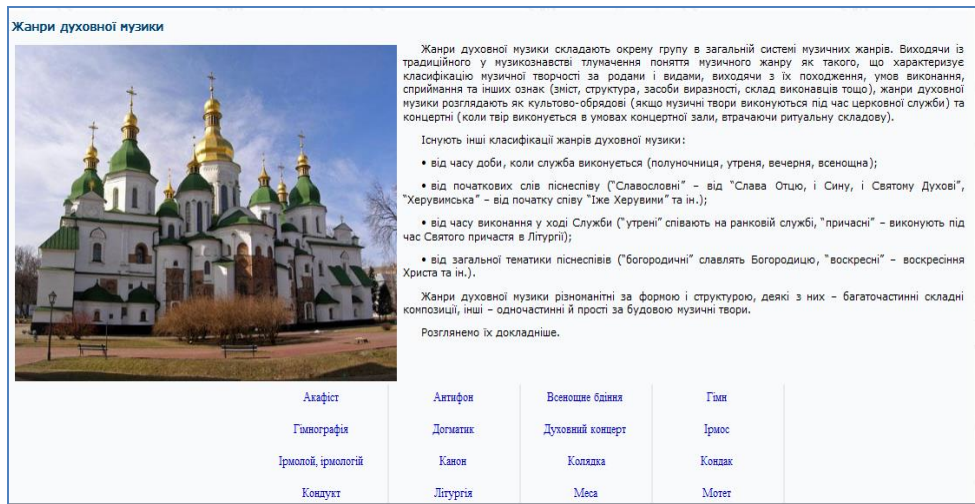 Жанри духовної музики
Жанри духовної музики складають окрему групу в загальній системі музичних жанрів. Виходячи із
традиційного у музикознавстві тлумачення поняття музичного жанру як такого, що характеризує
класифікацію музичної творчості за родами і видами, виходячи з їх походження, умов виконання,
сприймання та інших ознак (зміст, структура, засоби виразності, склад виконавців тощо), жанри духовної
музики розглядають як культово-обрядові (якщо музичні твори виконуються під час церковної служби) та
концертні (коли твір виконується в умовах концертної зали, втрачаючи ритуальну складову).
Існують інші класифікації жанрів духовної музики:
• від часу доби, коли служба виконується (полуночниця, утреня, вечерня, всенощна);
• від початкових слів піснеспіву ("Славословні" – від "Слава Отцю, і Сину, і Святому Духові",
"Херувимська" – від початку співу "Іже Херувими" та ін.);
• від часу виконання у ході Служби ("утрені" співають на ранковій службі, "причасні" – виконують під
час Святого причастя в Літургії);
• від загальної тематики піснеспівів ("богородичні" славлять Богородицю, "воскресні" – воскресіння
Христа та ін.).
Жанри духовної музики різноманітні за формою і структурою, деякі з них – багаточастинні складні
композиції, інші – одночастинні й прості за будовою музичні твори.
Розглянемо їх докладніше.
Акафіст Антифон Всенощне бдіння Гімн
Гімнографія Догматик Духовний концерт Ірмос
Ірмолой, ірмологій Канон Колядка Кондак
Кондукт Літургія Меса Мотет